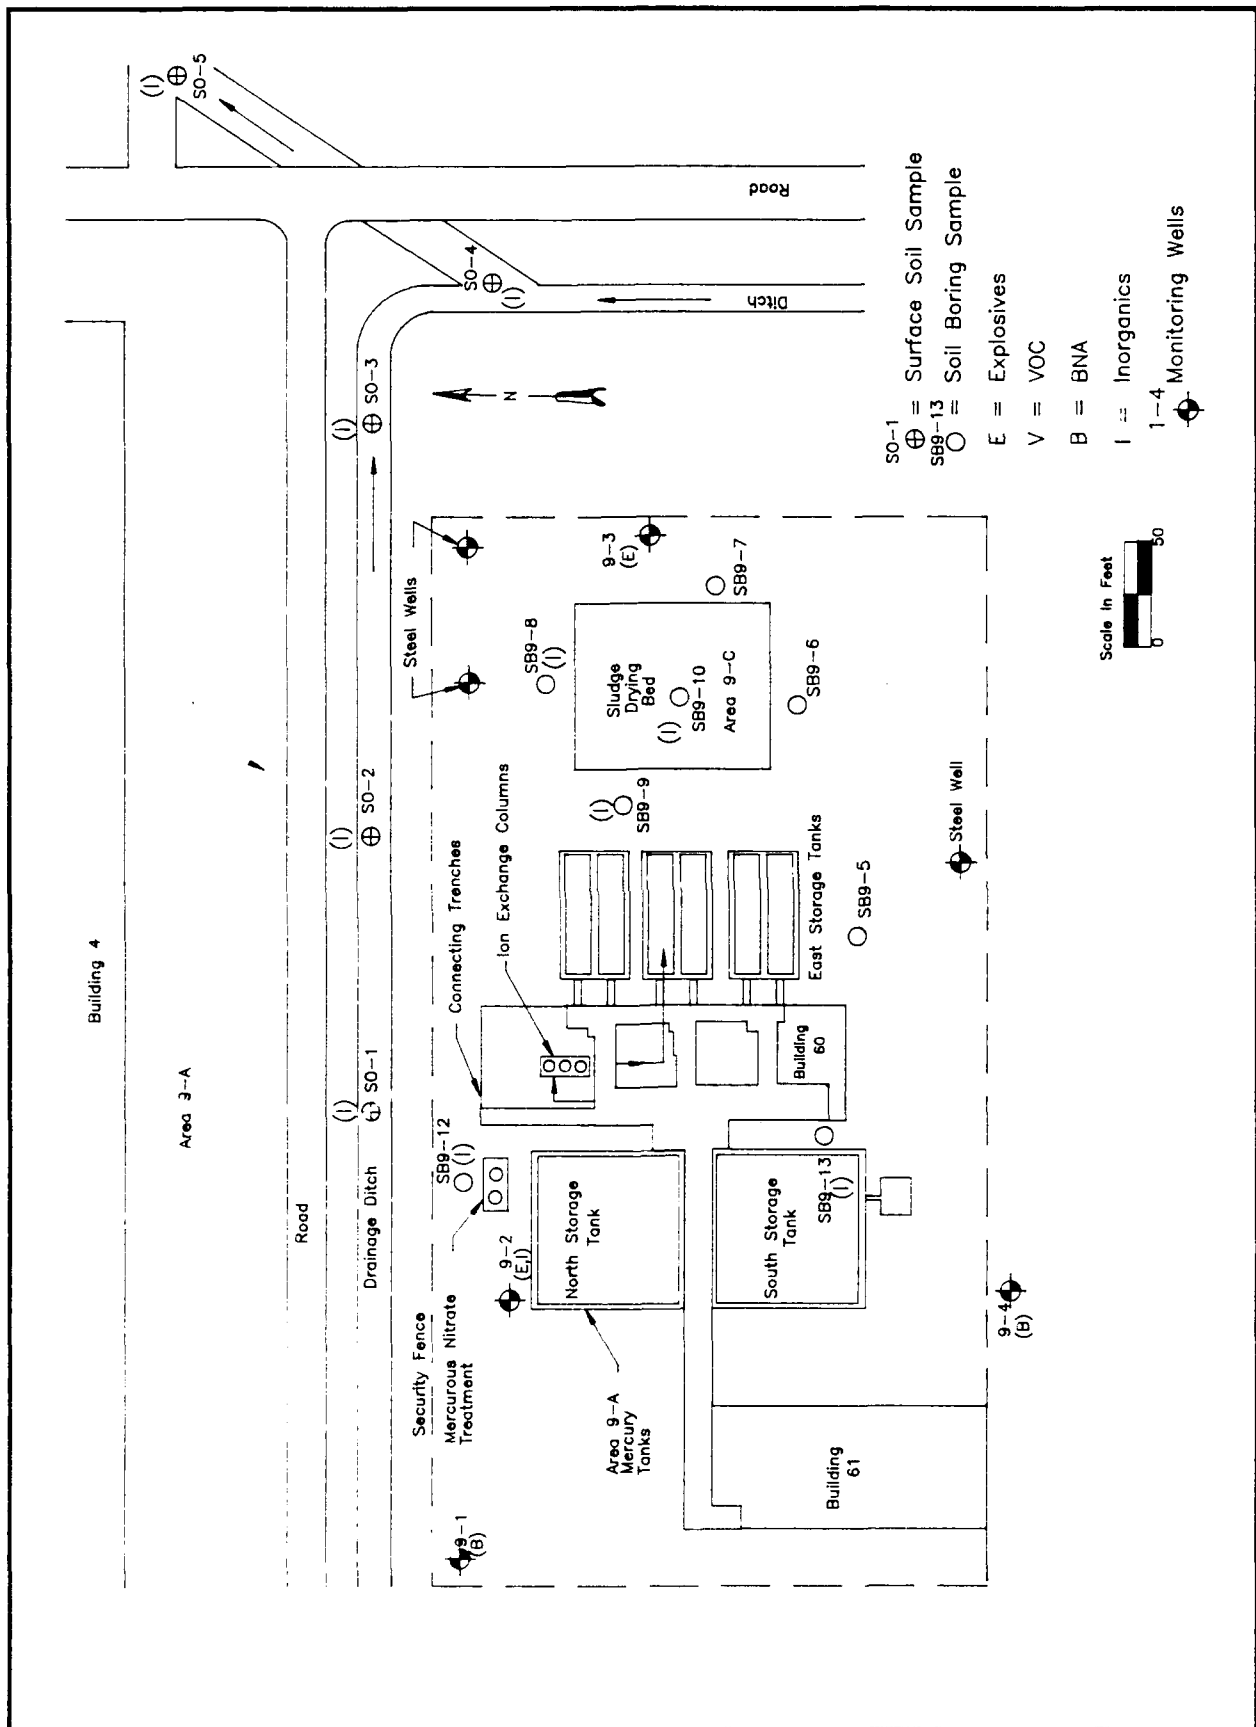 Building 4
Area 9-A
Road
Drainage Ditch
(I)
SO-1
(I)
SO-2
(I)
SO-3
(I)
SO-4
(I)
SO-5
Road
Ditch
N
Security Fence
Mercurous Nitrate
Treatment
SB9-12
(I)
Connecting Trenches
Ion Exchange Columns
Steel Wells
9-1
(B)
9-2
(E,I)
9-3
(E)
9-4
(B)
SB9-8
(I)
SB9-9
(I)
Sludge
Drying
Bed
(I)
SB9-10
Area 9-C
SB9-7
SB9-6
SB9-5
North Storage
Tank
South Storage
Tank
SB9-13
(I)
Building
60
East Storage Tanks
Steel Well
Area 9-A
Mercury
Tanks
Building
61
SO-1
= Surface Soil Sample
SB9-13
= Soil Boring Sample
E = Explosives
V = VOC
B = BNA
I = Inorganics
1-4
Monitoring Wells
Scale In Feet
0
50